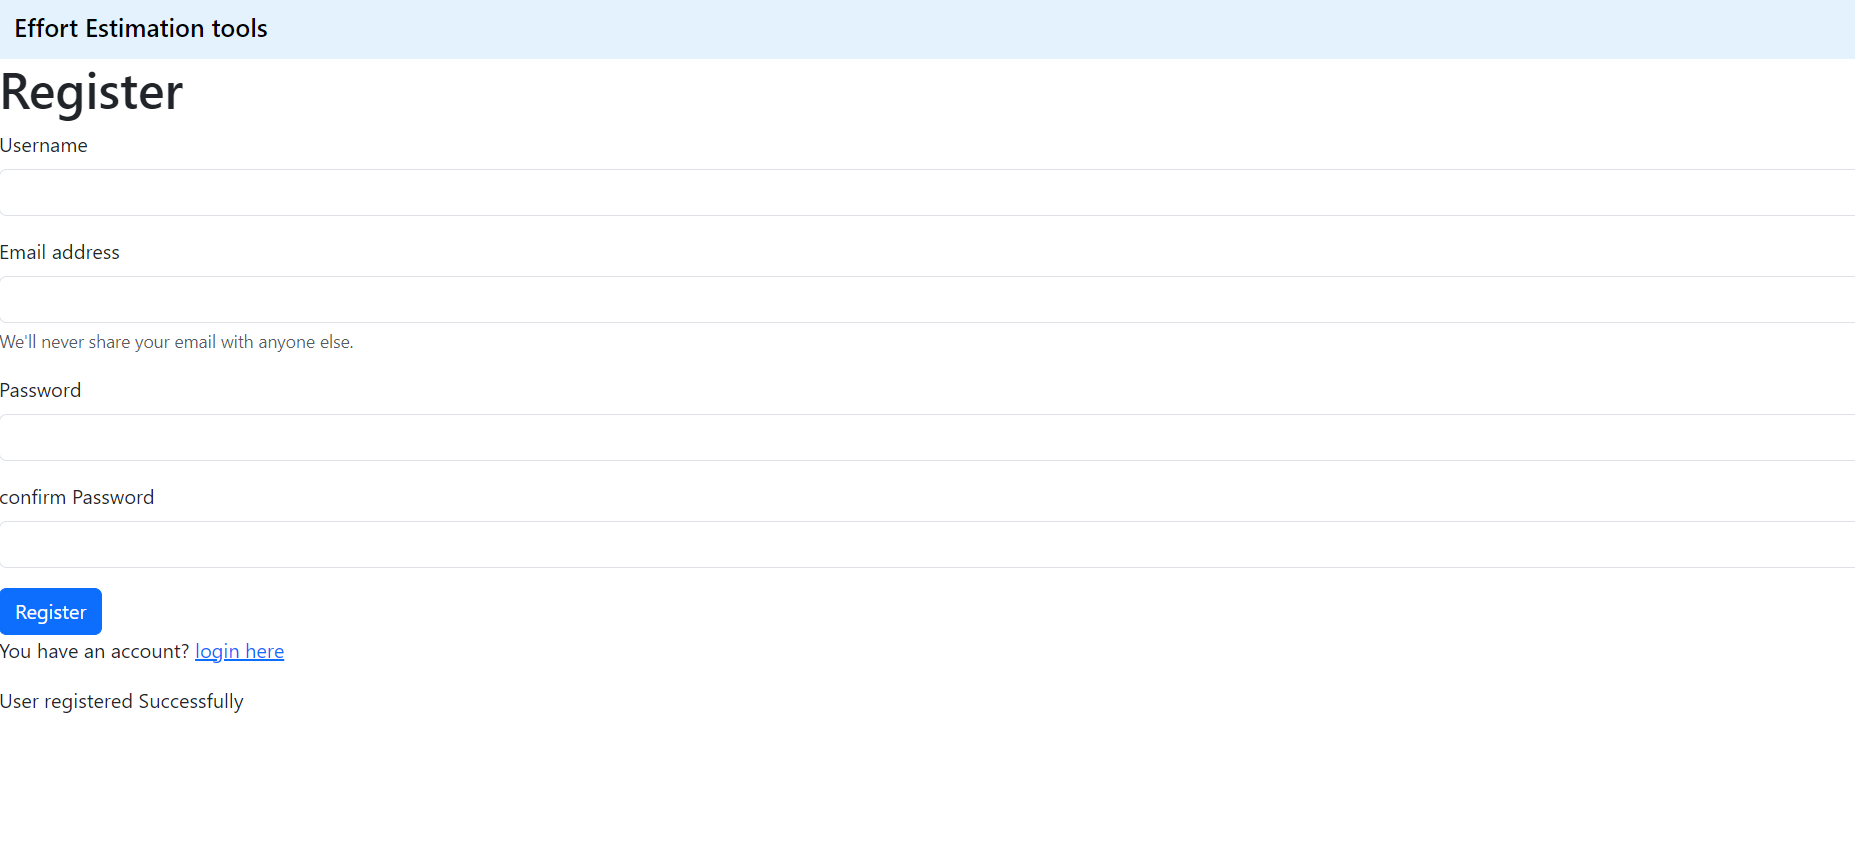 Effort Estimation tools
Register
Username
Email address
We'll never share your email with anyone else.
Password
confirm Password
Register
You have an account? login here
User registered Successfully